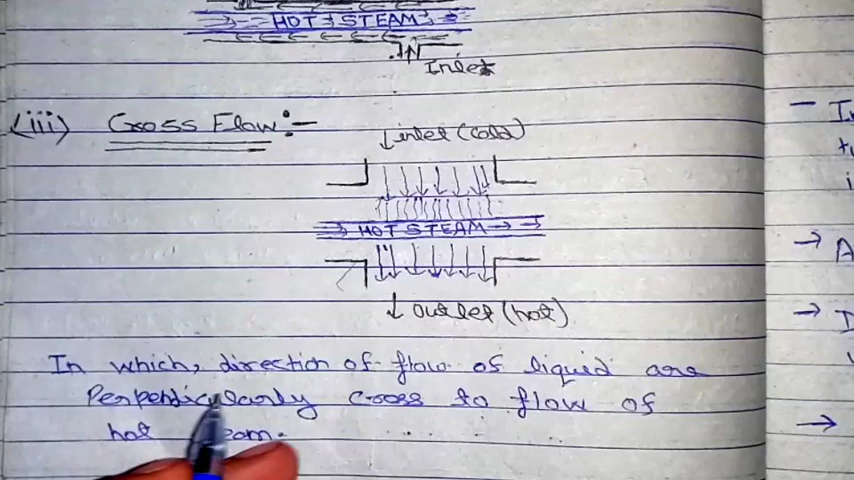 HOT STEAM
Inlet
(iii) Cross Flow :-
inlet (cold)
HOT STEAM
outlet (hot)
In which, direction of flow of liquid are
Perpendicularly cross to flow of
hot